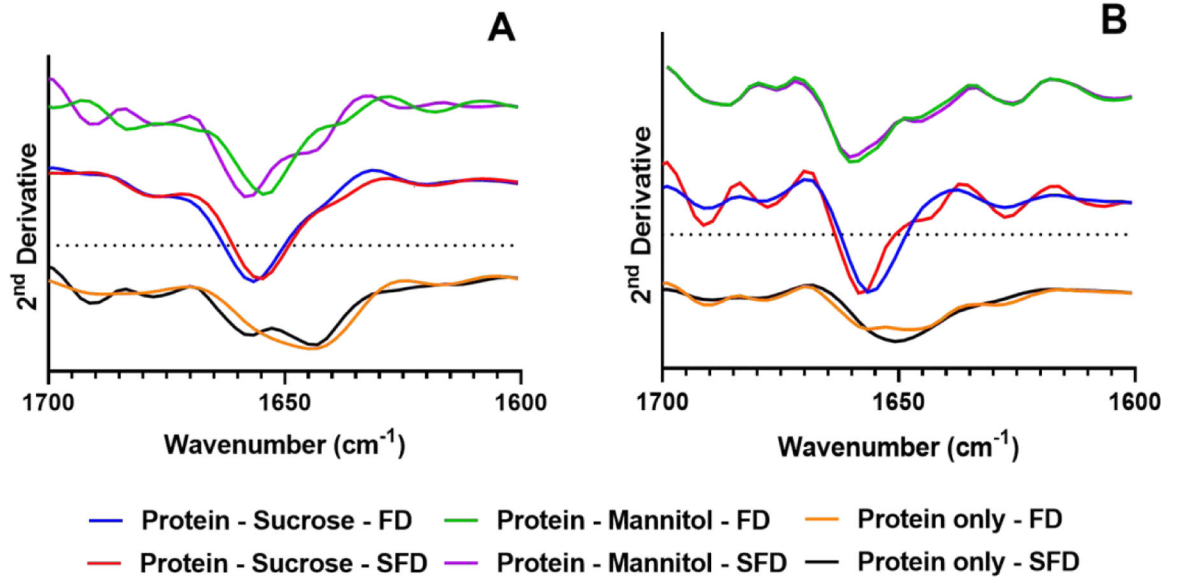 A
B
2nd Derivative
2nd Derivative
1700 1650 1600
1700 1650 1600
Wavenumber (cm-1)
Wavenumber (cm-1)
Protein - Sucrose - FD Protein - Mannitol - FD Protein only - FD
Protein - Sucrose - SFD Protein - Mannitol - SFD Protein only - SFD